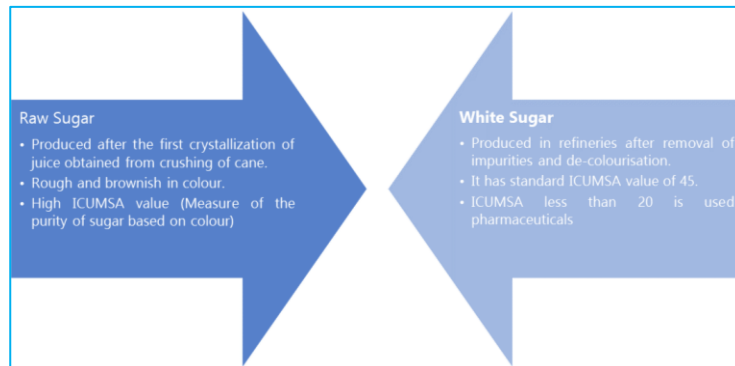 Raw Sugar
• Produced after the first crystallization of
juice obtained from crushing of cane.
• Rough and brownish in colour.
• High ICUMSA value (Measure of the
purity of sugar based on colour)
White Sugar
• Produced in refineries after removal of
impurities and de-colourisation.
• It has standard ICUMSA value of 45.
• ICUMSA less than 20 is used
pharmaceuticals